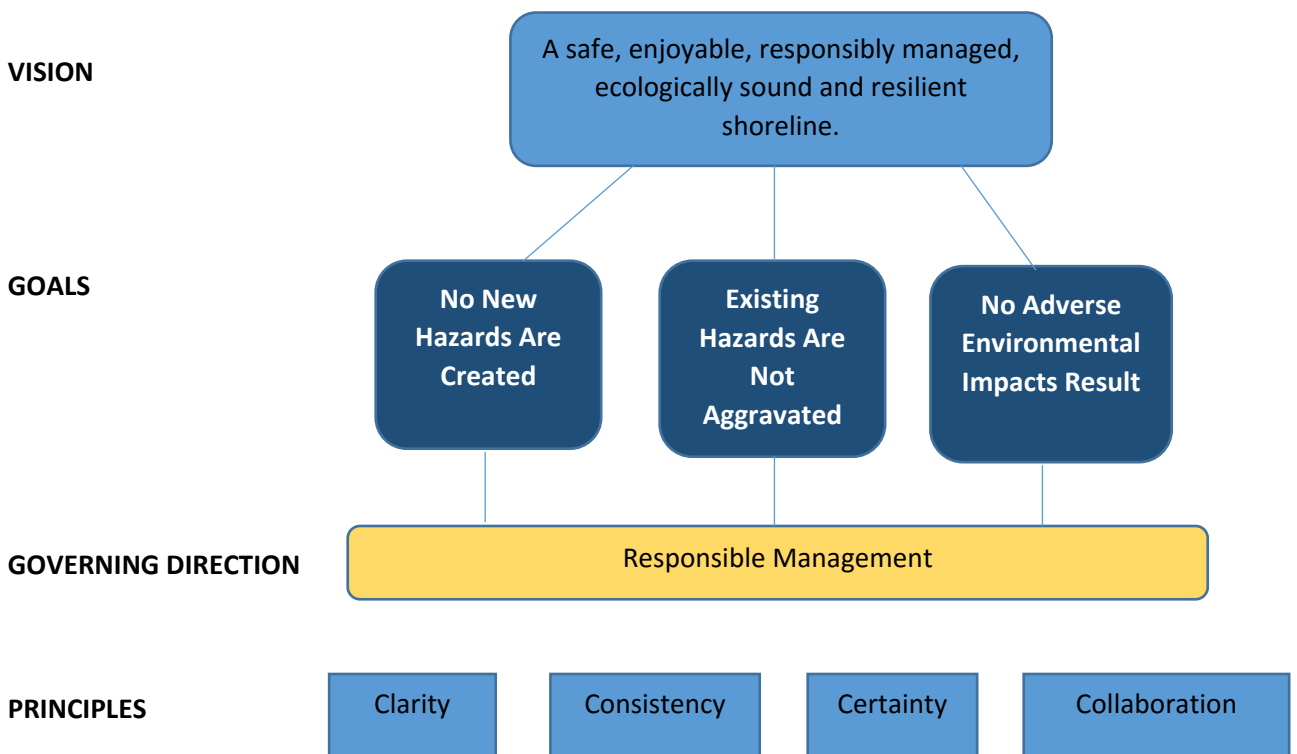 VISION
A safe, enjoyable, responsibly managed,
ecologically sound and resilient
shoreline.
GOALS
No New
Hazards Are
Created
Existing
Hazards Are
Not
Aggravated
No Adverse
Environmental
Impacts Result
GOVERNING DIRECTION
Responsible Management
PRINCIPLES
Clarity
Consistency
Certainty
Collaboration